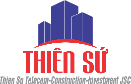 THIÊN SỨ
Thien Su Telecom-Construction-Investment JSC